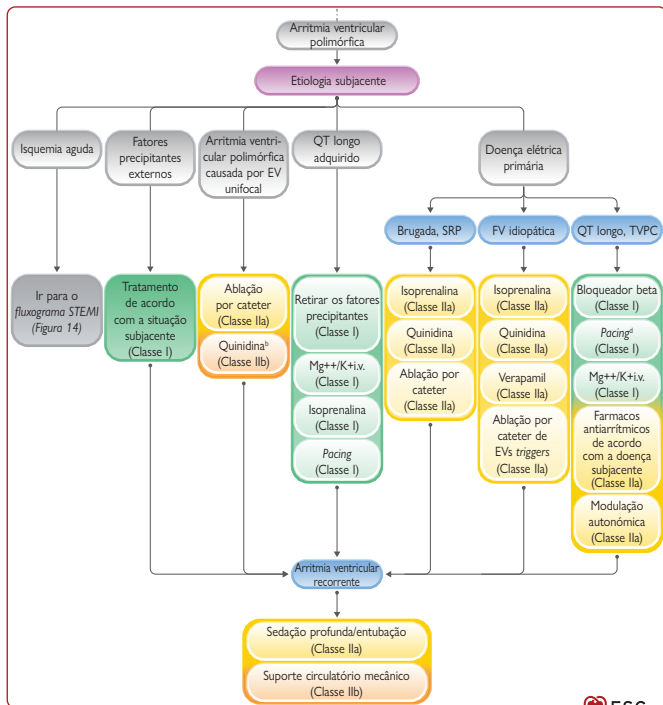 Arritmia ventricular
polimórfica
Etiologia subjacente
Isquemia aguda
Fatores
precipitantes
externos
Arritmia ventri-
cular polimórfica
causada por EV
unifocal
QT longo
adquirido
Doença elétrica
primária
Brugada, SRP
FV idiopática
QT longo, TVPC
Ir para o
fluxograma STEMI
(Figura 14)
Tratamento
de acordo
com a situação
subjacente
(Classe I)
Ablação
por cateter
(Classe IIa)
Quinidinaᵇ
(Classe IIb)
Retirar os fatores
precipitantes
(Classe I)
Mg++/K+i.v.
(Classe I)
Isoprenalina
(Classe I)
Pacing
(Classe I)
Isoprenalina
(Classe IIa)
Quinidina
(Classe IIa)
Ablação por
cateter
(Classe IIa)
Isoprenalina
(Classe IIa)
Quinidina
(Classe IIa)
Verapamil
(Classe IIa)
Ablação por
cateter de
EVs triggers
(Classe IIa)
Bloqueador beta
(Classe I)
Pacingᵈ
(Classe I)
Mg++/K+i.v.
(Classe I)
Farmacos
antiarrítmicos
de acordo
com a doença
subjacente
(Classe IIa)
Modulação
autonómica
(Classe IIa)
Arritmia ventricular
recorrente
Sedação profunda/entubação
(Classe IIa)
Suporte circulatório mecânico
(Classe IIb)